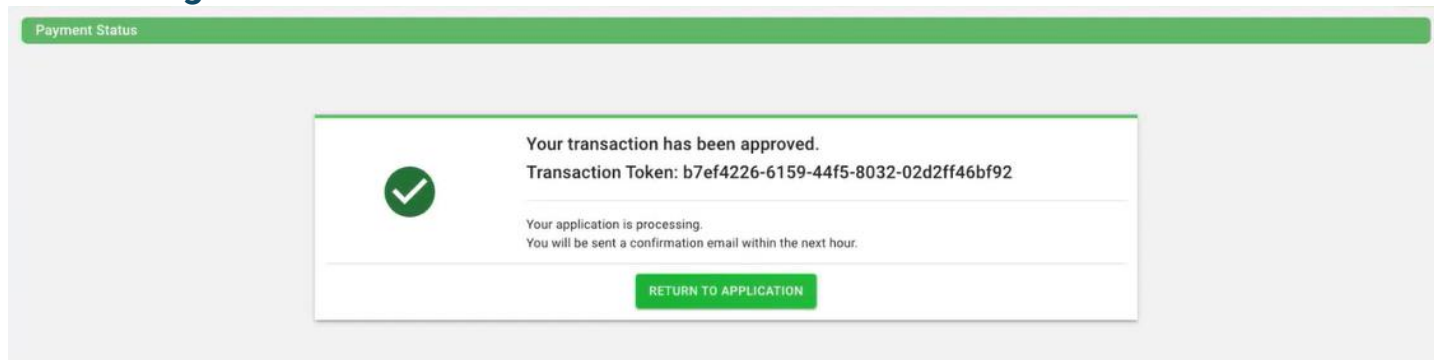 Payment Status
Your transaction has been approved.
Transaction Token: b7ef4226-6159-44f5-8032-02d2ff46bf92
Your application is processing.
You will be sent a confirmation email within the next hour.
RETURN TO APPLICATION